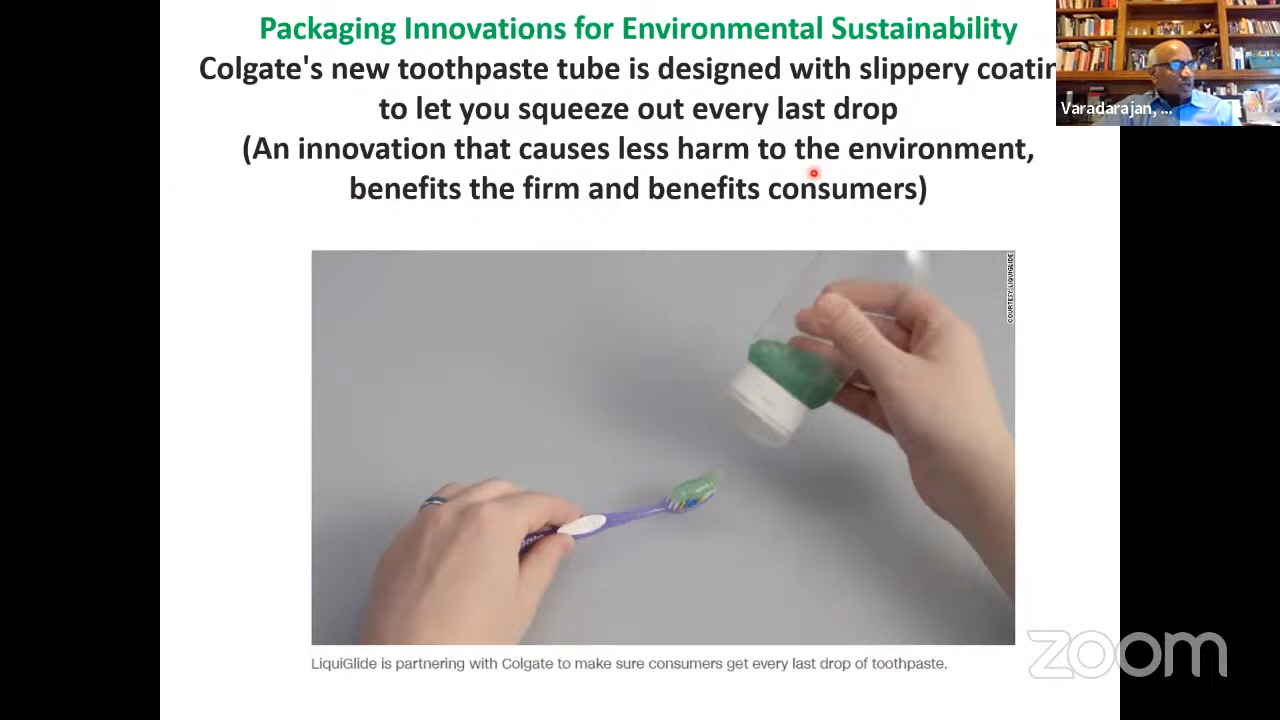 Packaging Innovations for Environmental Sustainability
Colgate's new toothpaste tube is designed with slippery
to let you squeeze out every last drop
(An innovation that causes less harm to the environment,
benefits the firm and benefits consumers)
Varadarajan, ...
COURTESY LIQUIGLIDE
LiquiGlide is partnering with Colgate to make sure consumers get every last drop of toothpaste.
zoom